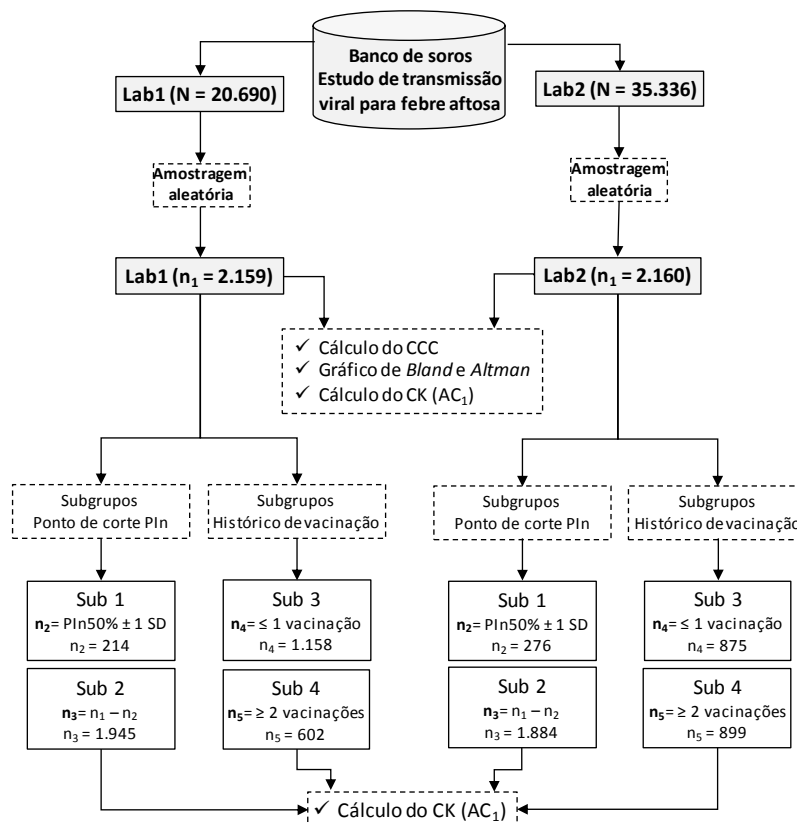 Banco de soros
Estudo de transmissão
viral para febre aftosa
Lab1 (N = 20.690)
Lab2 (N = 35.336)
Amostragem
aleatória
Amostragem
aleatória
Lab1 (n₁ = 2.159)
Lab2 (n₁ = 2.160)
✓ Cálculo do CCC
✓ Gráfico de Bland e Altman
✓ Cálculo do CK (AC₁)
Subgrupos
Ponto de corte PIn
Subgrupos
Histórico de vacinação
Subgrupos
Ponto de corte PIn
Subgrupos
Histórico de vacinação
Sub 1
n₂= PIn50% ± 1 SD
n₂ = 214
Sub 3
n₄= ≤ 1 vacinação
n₄ = 1.158
Sub 1
n₂= PIn50% ± 1 SD
n₂ = 276
Sub 3
n₄= ≤ 1 vacinação
n₄ = 875
Sub 2
n₃= n₁ – n₂
n₃ = 1.945
Sub 4
n₅= ≥ 2 vacinações
n₅ = 602
Sub 2
n₃= n₁ – n₂
n₃ = 1.884
Sub 4
n₅= ≥ 2 vacinações
n₅ = 899
✓ Cálculo do CK (AC₁)